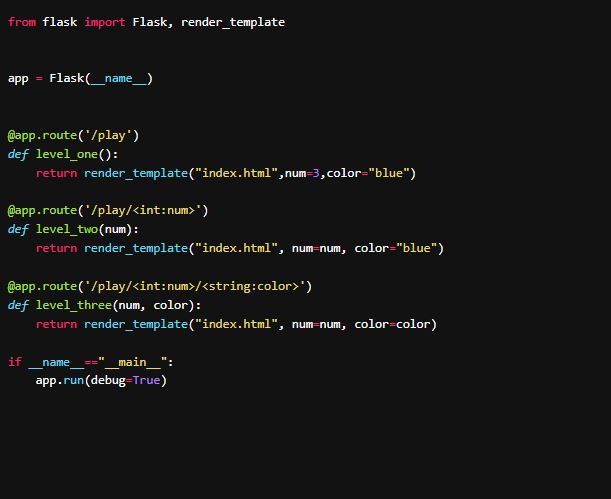 from flask import Flask, render_template
app = Flask(__name__)
@app.route('/play')
def level_one():
    return render_template("index.html",num=3,color="blue")
@app.route('/play/<int:num>')
def level_two(num):
    return render_template("index.html", num=num, color="blue")
@app.route('/play/<int:num>/<string:color>')
def level_three(num, color):
    return render_template("index.html", num=num, color=color)
if __name__=="__main__":
    app.run(debug=True)